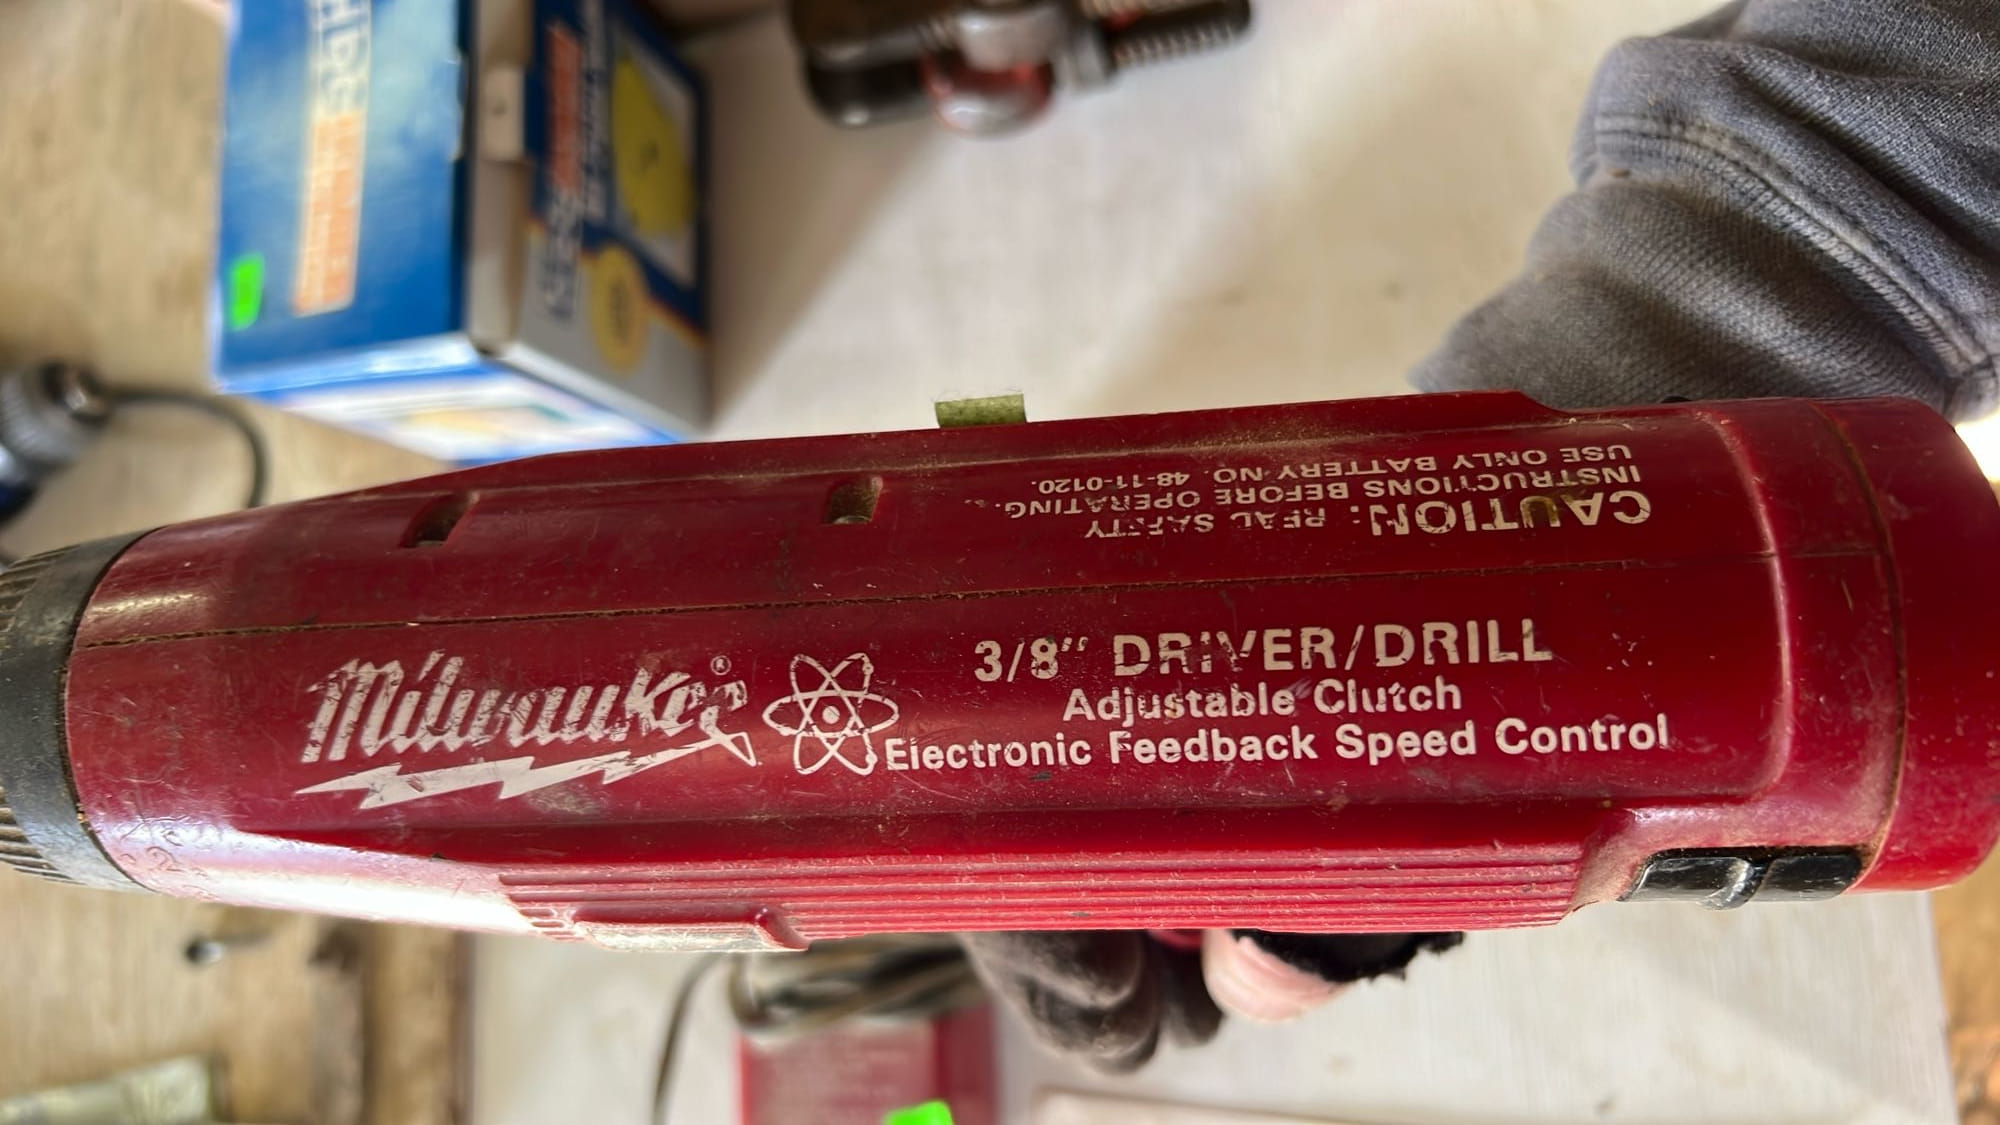 Milwaukee®
3/8" DRIVER/DRILL
Adjustable Clutch
Electronic Feedback Speed Control
CAUTION: READ SAFETY
INSTRUCTIONS BEFORE OPERATING.
USE ONLY BATTERY NO. 48-11-0120.